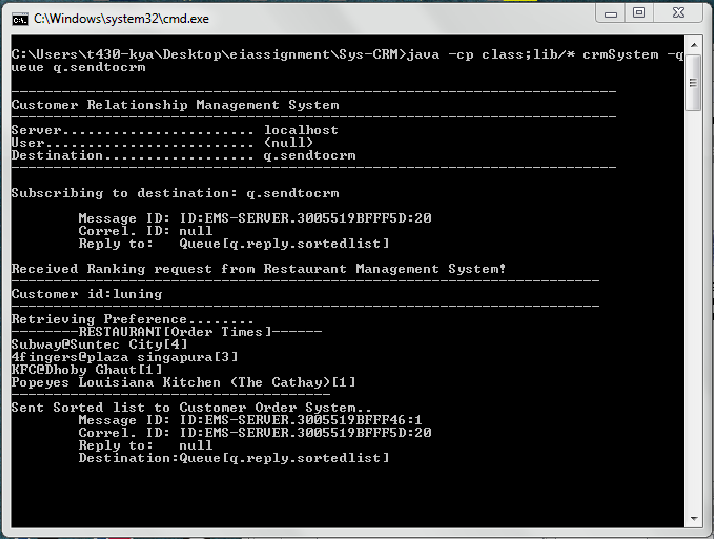 C:\Windows\system32\cmd.exe
C:\Users\t430-kya\Desktop\eiassignment\Sys-CRM>java -cp class;lib/* crmSystem -q
ueue q.sendtocrm
------------------------------------------------------------------------
Customer Relationship Management System
------------------------------------------------------------------------
Server....................... localhost
User......................... (null)
Destination.................. q.sendtocrm
------------------------------------------------------------------------
Subscribing to destination: q.sendtocrm
Message ID: ID:EMS-SERVER.3005519BFFF5D:20
Correl. ID: null
Reply to:   Queue[q.reply.sortedlist]
Received Ranking request from Restaurant Management System!
----------------------------------------------------------------------
Customer id:luning
----------------------------------------------------------------------
Retrieving Preference........
--------RESTAURANT[Order Times]------
Subway@Suntec City[4]
4fingers@plaza singapura[3]
KFC@Dhoby Ghaut[1]
Popeyes Louisiana Kitchen (The Cathay)[1]
--------------------------------------
Sent Sorted list to Customer Order System..
Message ID: ID:EMS-SERVER.3005519BFFF46:1
Correl. ID: ID:EMS-SERVER.3005519BFFF5D:20
Reply to:   null
Destination:Queue[q.reply.sortedlist]